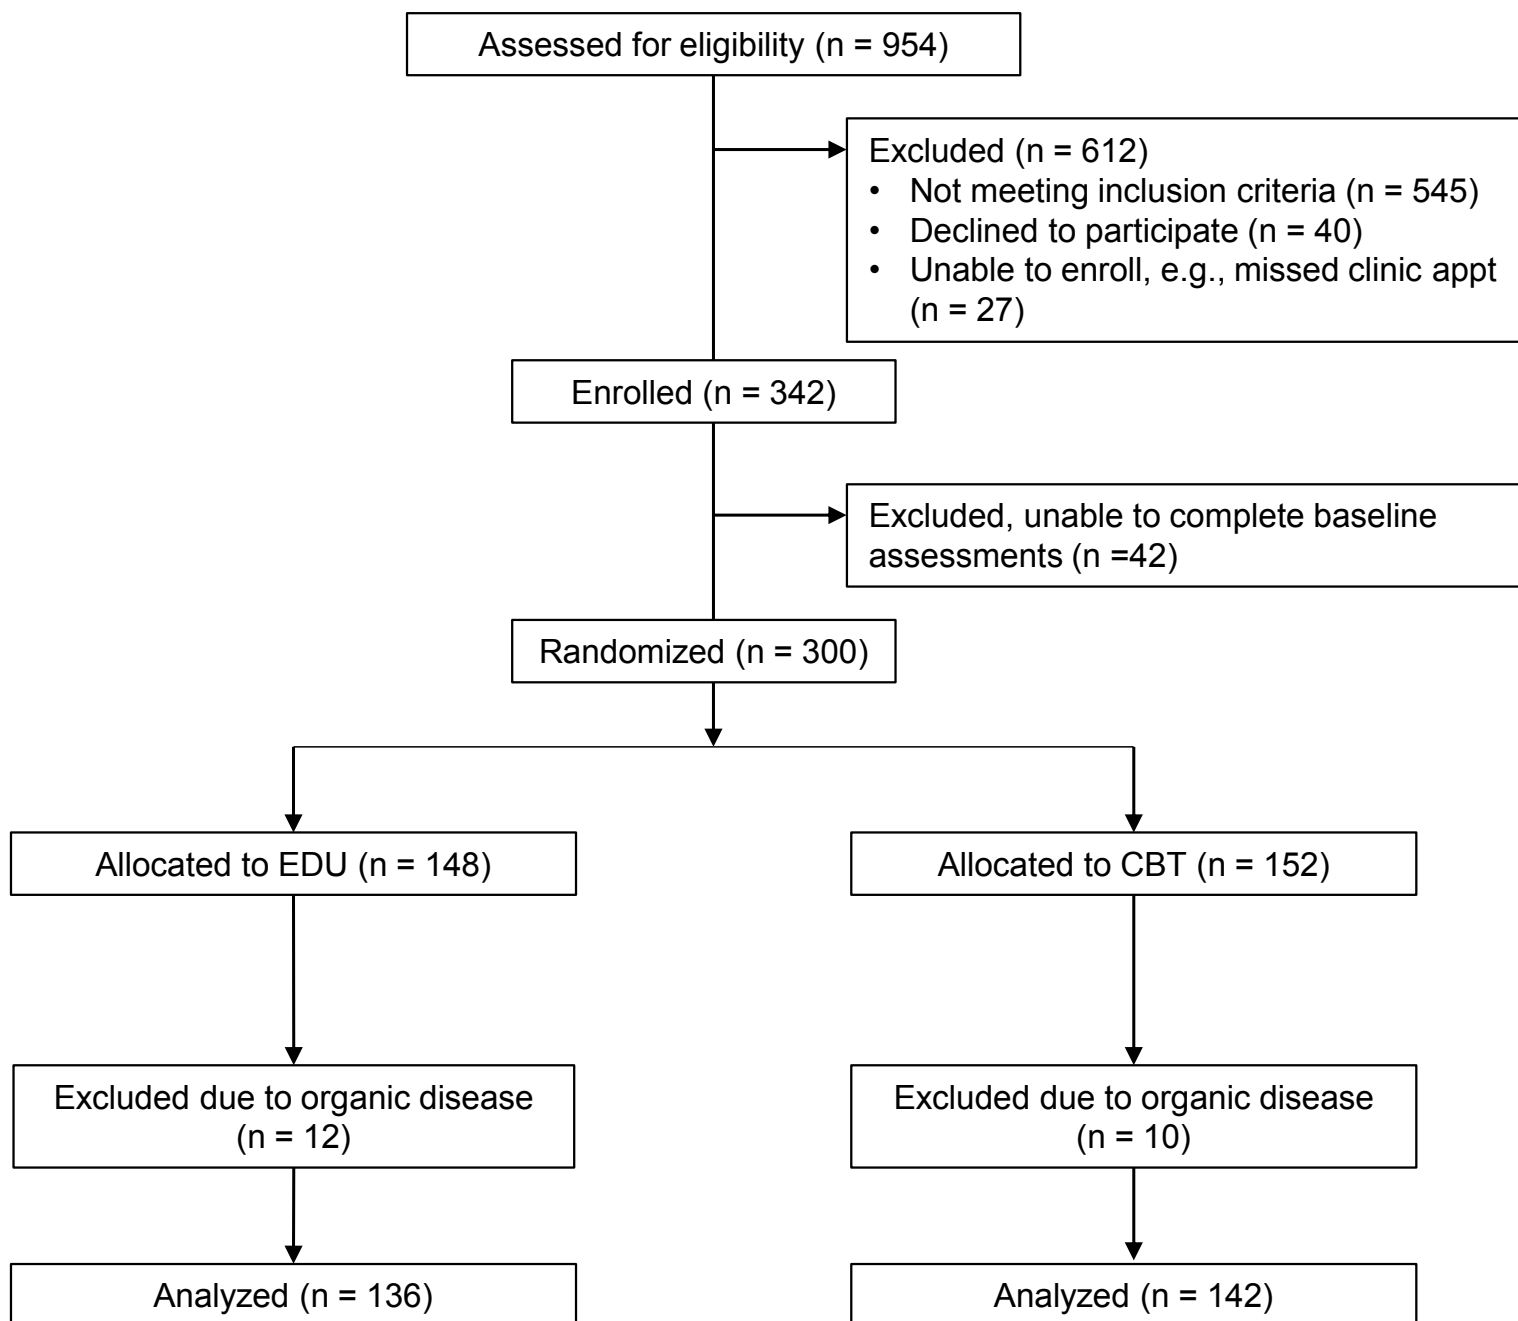 Assessed for eligibility (n = 954)
Excluded (n = 612)
• Not meeting inclusion criteria (n = 545)
• Declined to participate (n = 40)
• Unable to enroll, e.g., missed clinic appt
(n = 27)
Enrolled (n = 342)
Excluded, unable to complete baseline
assessments (n =42)
Randomized (n = 300)
Allocated to EDU (n = 148)
Allocated to CBT (n = 152)
Excluded due to organic disease
(n = 12)
Excluded due to organic disease
(n = 10)
Analyzed (n = 136)
Analyzed (n = 142)